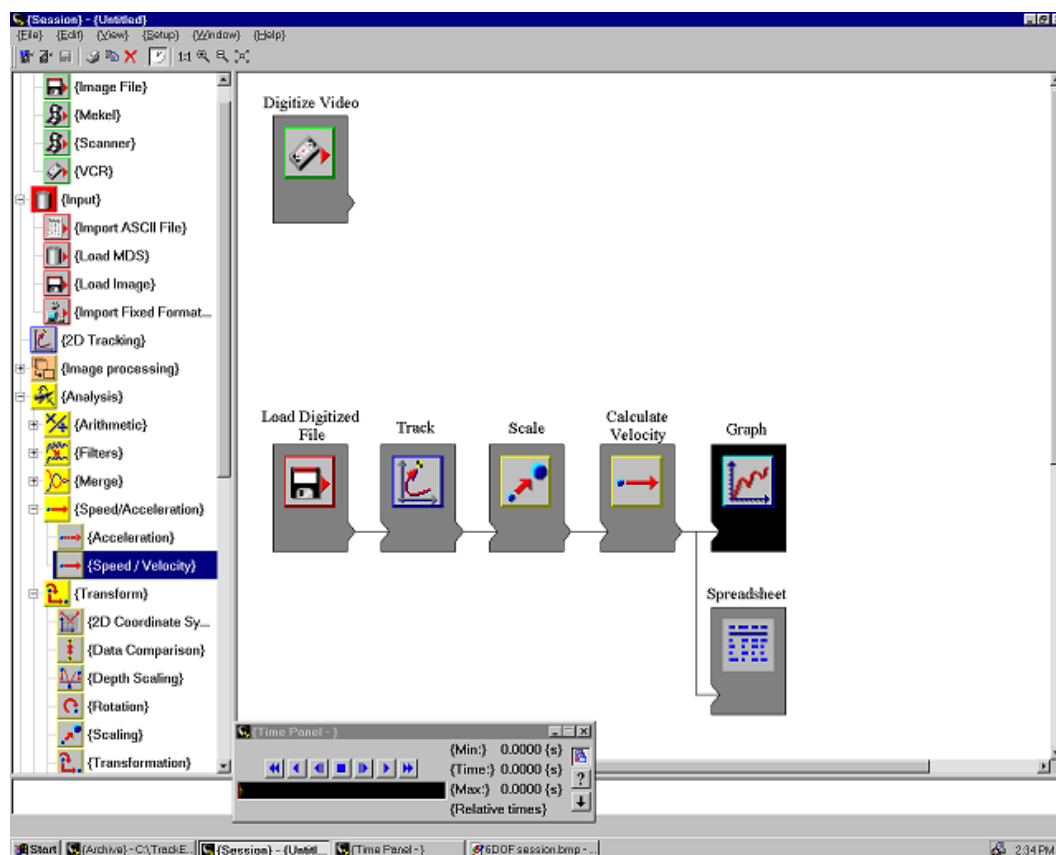 {Session} - {Untitled}
{File} {Edit} {View} {Setup} {Window} {Help}
1:1
{Image File}
{Mekel}
{Scanner}
{VCR}
{Input}
{Import ASCII File}
{Load MDS}
{Load Image}
{Import Fixed Format...
{2D Tracking}
{Image processing}
{Analysis}
{Arithmetic}
{Filters}
{Merge}
{Speed/Acceleration}
{Acceleration}
{Speed / Velocity}
{Transform}
{2D Coordinate Sy...
{Data Comparison}
{Depth Scaling}
{Rotation}
{Scaling}
{Transformation}
Digitize Video
Load Digitized
File
Track
Scale
Calculate
Velocity
Graph
Spreadsheet
{Time Panel - }
{Min:} 0.0000 {s}
{Time:} 0.0000 {s}
{Max:} 0.0000 {s}
{Relative times}
?
Start {Archive} - C:\TrackE... {Session} - {Untitl... {Time Panel - } 6DOF session.bmp - ... 2:34 PM